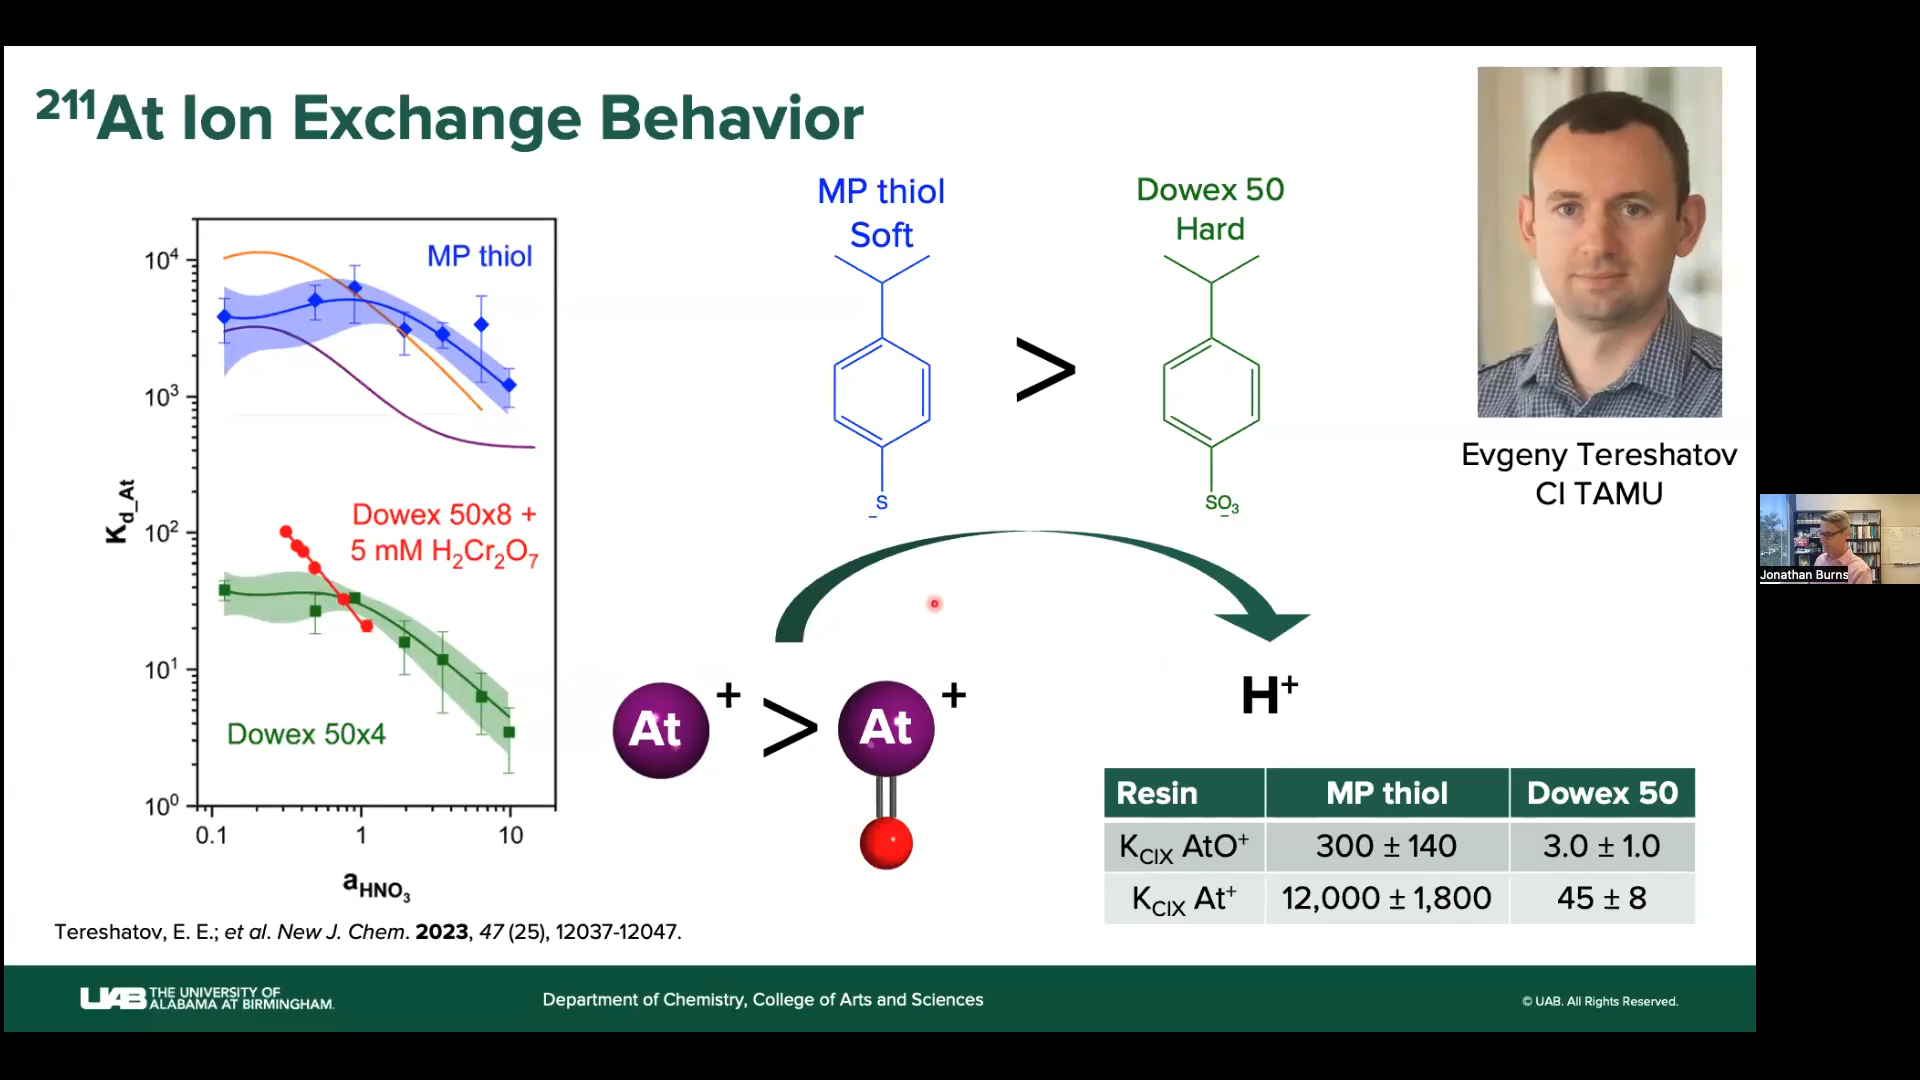 ²¹¹At Ion Exchange Behavior
MP thiol
Soft
Dowex 50
Hard
S
–
SO₃
–
>
Evgeny Tereshatov
CI TAMU
K_d_At
10⁴
10³
10²
10¹
10⁰
MP thiol
Dowex 50x8 +
5 mM H₂Cr₂O₇
Dowex 50x4
0.1
1
10
aHNO₃
At +
>
At +
H⁺
Resin MP thiol Dowex 50
K_CIX AtO⁺ 300 ± 140 3.0 ± 1.0
K_CIX At⁺ 12,000 ± 1,800 45 ± 8
Tereshatov, E. E.; et al. New J. Chem. 2023, 47 (25), 12037-12047.
UAB THE UNIVERSITY OF
ALABAMA AT BIRMINGHAM.
Department of Chemistry, College of Arts and Sciences
© UAB. All Rights Reserved.
Jonathan Burns